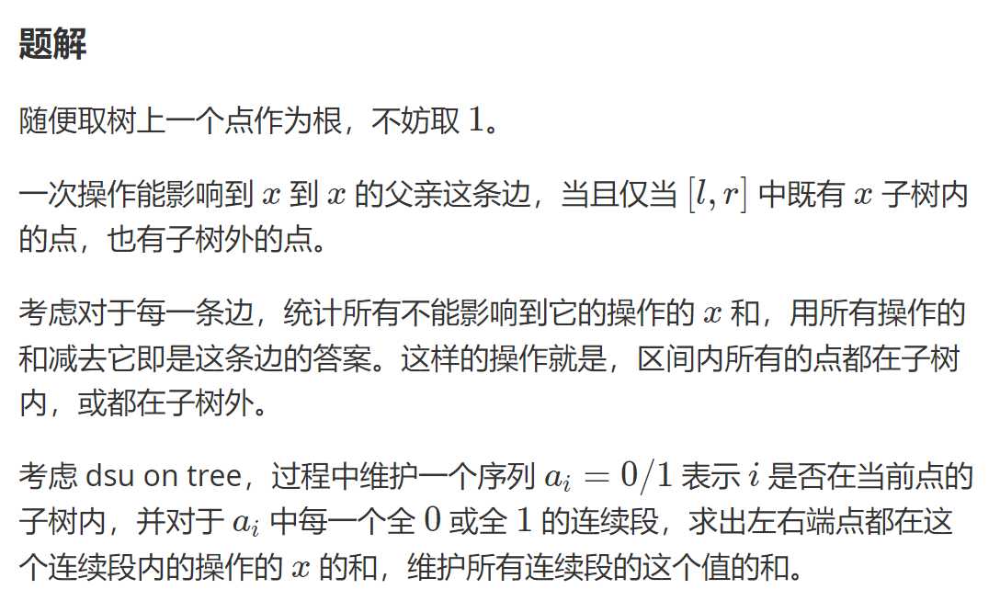 题解
随便取树上一个点作为根，不妨取 1。
一次操作能影响到 x 到 x 的父亲这条边，当且仅当 [l, r] 中既有 x 子树内
的点，也有子树外的点。
考虑对于每一条边，统计所有不能影响到它的操作的 x 和，用所有操作的
和减去它即是这条边的答案。这样的操作就是，区间内所有的点都在子树
内，或都在子树外。
考虑 dsu on tree，过程中维护一个序列 a_i = 0/1 表示 i 是否在当前点的
子树内，并对于 a_i 中每一个全 0 或全 1 的连续段，求出左右端点都在这
个连续段内的操作的 x 的和，维护所有连续段的这个值的和。